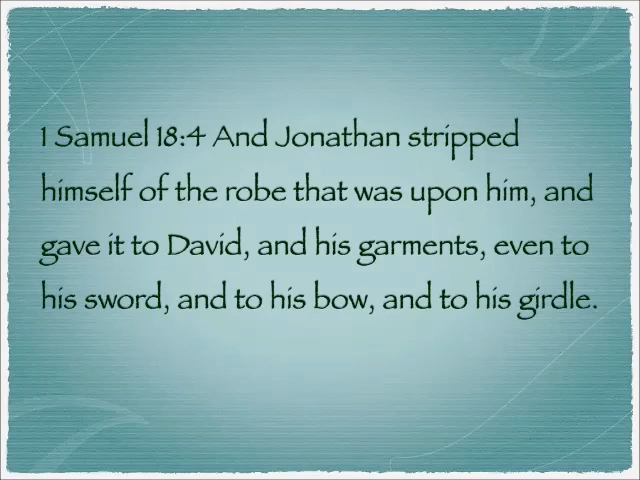 1 Samuel 18:4 And Jonathan stripped
himself of the robe that was upon him, and
gave it to David, and his garments, even to
his sword, and to his bow, and to his girdle.